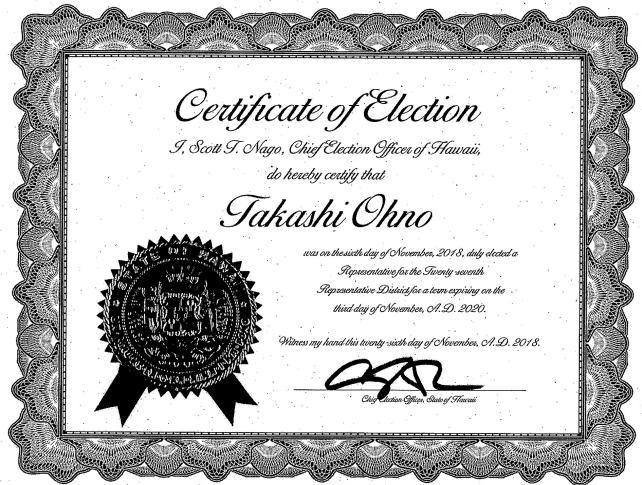 Certificate of Election
I, Scott T. Nago, Chief Election Officer of Hawaii,
do hereby certify that
Takashi Ohno
was on the sixth day of November, 2018, duly elected a
Representative for the Twenty-seventh
Representative District for a term expiring on the
third day of November, A.D. 2020.
Witness my hand this twenty-sixth day of November, A.D. 2018.
Chief Election Officer, State of Hawaii
STATE OF HAWAII